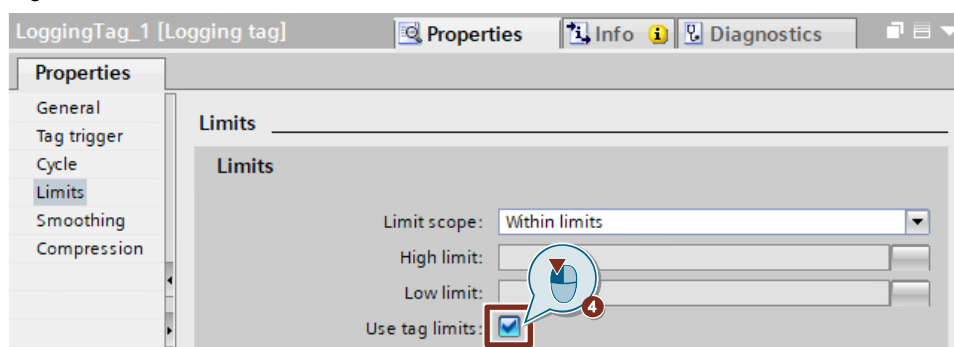 LoggingTag_1 [Logging tag]
Properties
Info
Diagnostics
Properties
General
Tag trigger
Cycle
Limits
Smoothing
Compression
Limits
Limits
Limit scope:
Within limits
High limit:
Low limit:
4
Use tag limits: